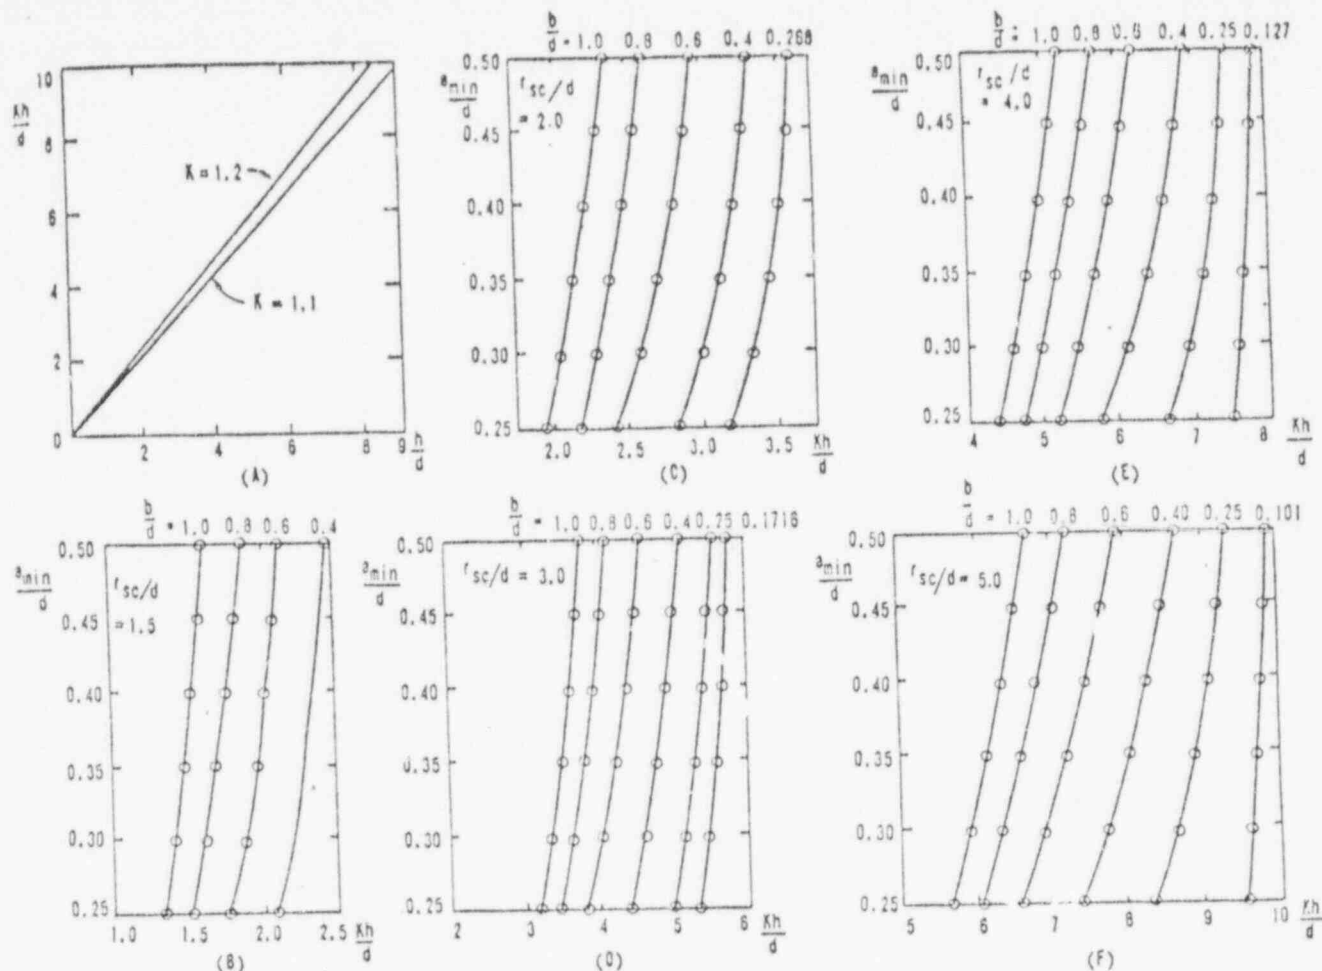 Kh/d
10
8
6
4
2
0
K = 1.2
K = 1.1
2 4 6 8 9 h/d
(A)
b/d = 1.0 0.8 0.6 0.4 0.268
a_min/d
r_sc/d
= 2.0
0.50
0.45
0.40
0.35
0.30
0.25
2.0 2.5 3.0 3.5 Kh/d
(C)
b/d = 1.0 0.8 0.6 0.4 0.25 0.127
a_min/d
r_sc/d
= 4.0
0.50
0.45
0.40
0.35
0.30
0.25
4 5 6 7 8 Kh/d
(E)
b/d = 1.0 0.8 0.6 0.4
a_min/d
r_sc/d
= 1.5
0.50
0.45
0.40
0.35
0.30
0.25
1.0 1.5 2.0 2.5 Kh/d
(B)
b/d = 1.0 0.8 0.6 0.4 0.25 0.1716
a_min/d
r_sc/d = 3.0
0.50
0.45
0.40
0.35
0.30
0.25
2 3 4 5 6 Kh/d
(D)
b/d = 1.0 0.8 0.6 0.40 0.25 0.101
a_min/d
r_sc/d = 5.0
0.50
0.45
0.40
0.35
0.30
0.25
5 6 7 8 9 10 Kh/d
(F)